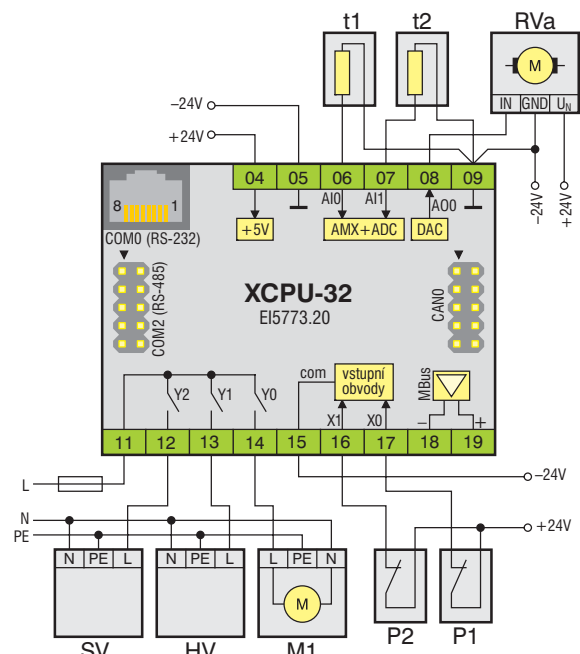 t1 t2 RVa
M
IN GND UN
–24V
+24V
04 05 06 07 08 09
–24V
+24V
8 1
AI0 AI1 AO0
+5V AMX+ADC DAC
COM0 (RS-232)
COM2 (RS-485)
XCPU-32
EI5773.20
CAN0
Y2 Y1 Y0
com
vstupní
obvody
MBus
X1 X0
– +
11 12 13 14 15 16 17 18 19
L
–24V
N
PE
+24V
N PE L N PE L L PE N
M
SV HV M1 P2 P1